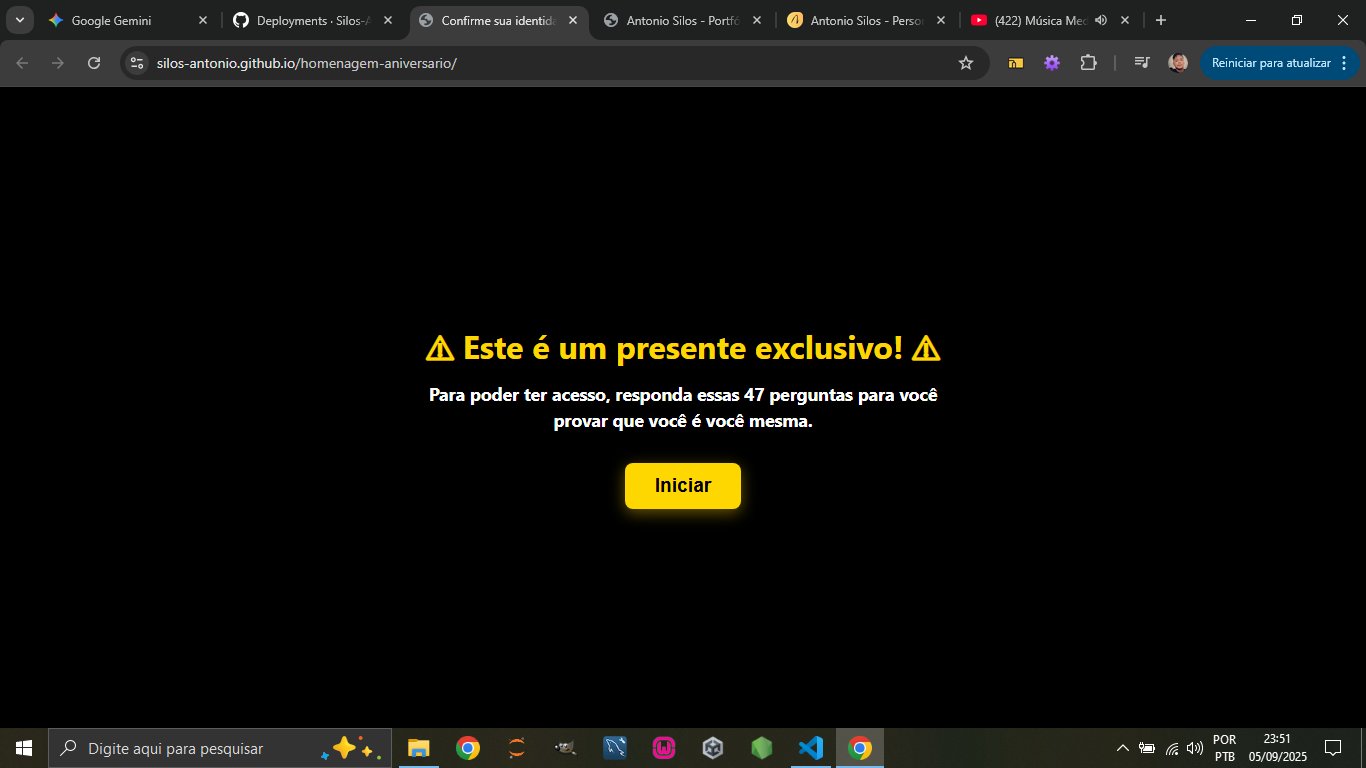 Google Gemini
Deployments · Silos-A
Confirme sua identida
Antonio Silos - Portfó
Antonio Silos - Perso
(422) Música Med
silos-antonio.github.io/homenagem-aniversario/
Reiniciar para atualizar
⚠ Este é um presente exclusivo! ⚠
Para poder ter acesso, responda essas 47 perguntas para você
provar que você é você mesma.
Iniciar
Digite aqui para pesquisar
POR
PTB
23:51
05/09/2025